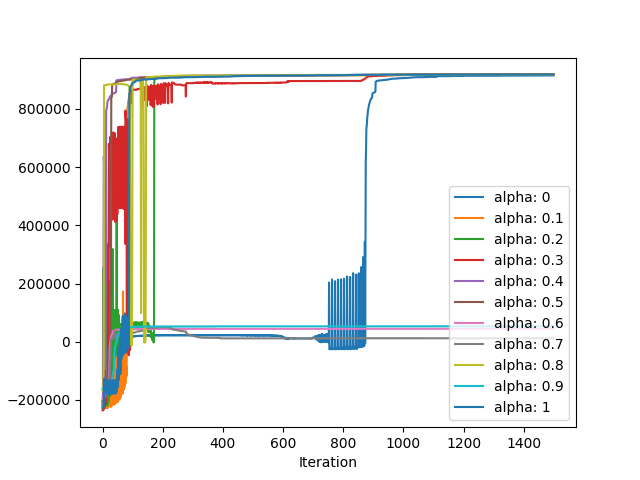 800000
600000
400000
200000
0
−200000
0
200
400
600
800
1000
1200
1400
Iteration
alpha: 0
alpha: 0.1
alpha: 0.2
alpha: 0.3
alpha: 0.4
alpha: 0.5
alpha: 0.6
alpha: 0.7
alpha: 0.8
alpha: 0.9
alpha: 1